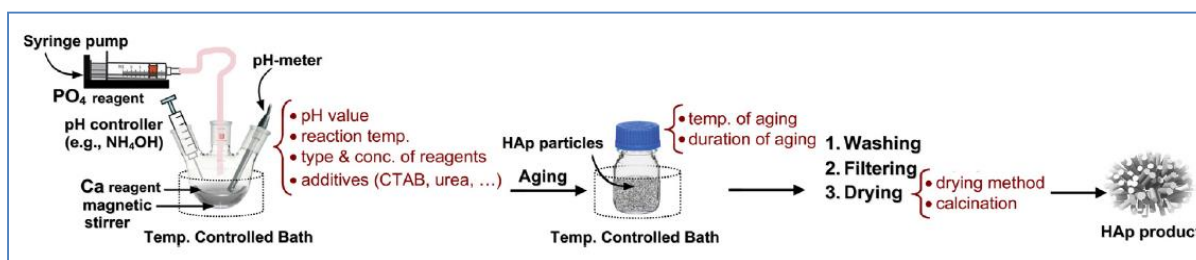 Syringe pump
PO₄ reagent
pH controller
(e.g., NH₄OH)
pH-meter
Ca reagent
magnetic
stirrer
Temp. Controlled Bath
• pH value
• reaction temp.
• type & conc. of reagents
• additives (CTAB, urea, ...)
Aging
HAp particles
Temp. Controlled Bath
• temp. of aging
• duration of aging
1. Washing
2. Filtering
3. Drying
• drying method
• calcination
HAp product